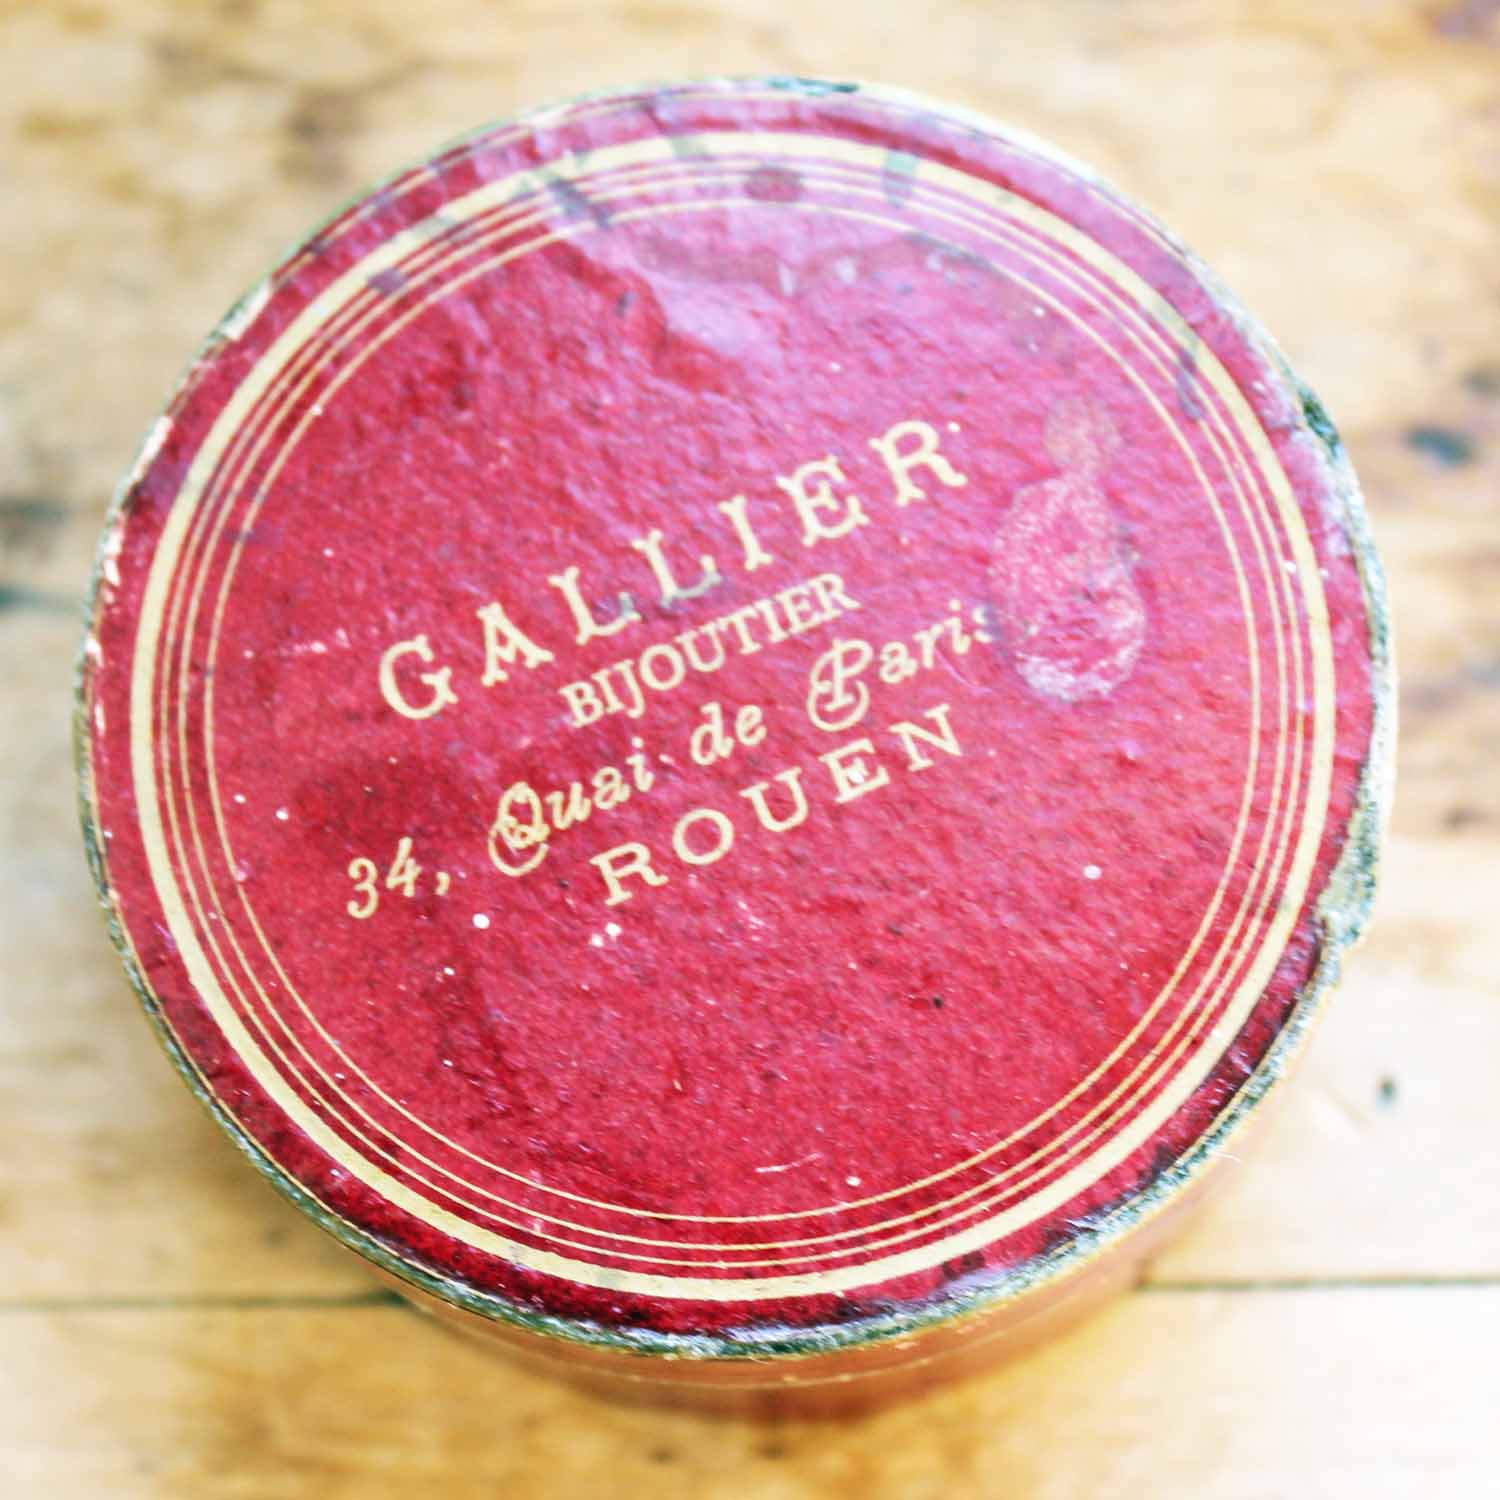 GALLIER
BIJOUTIER
34, Quai de Paris
ROUEN